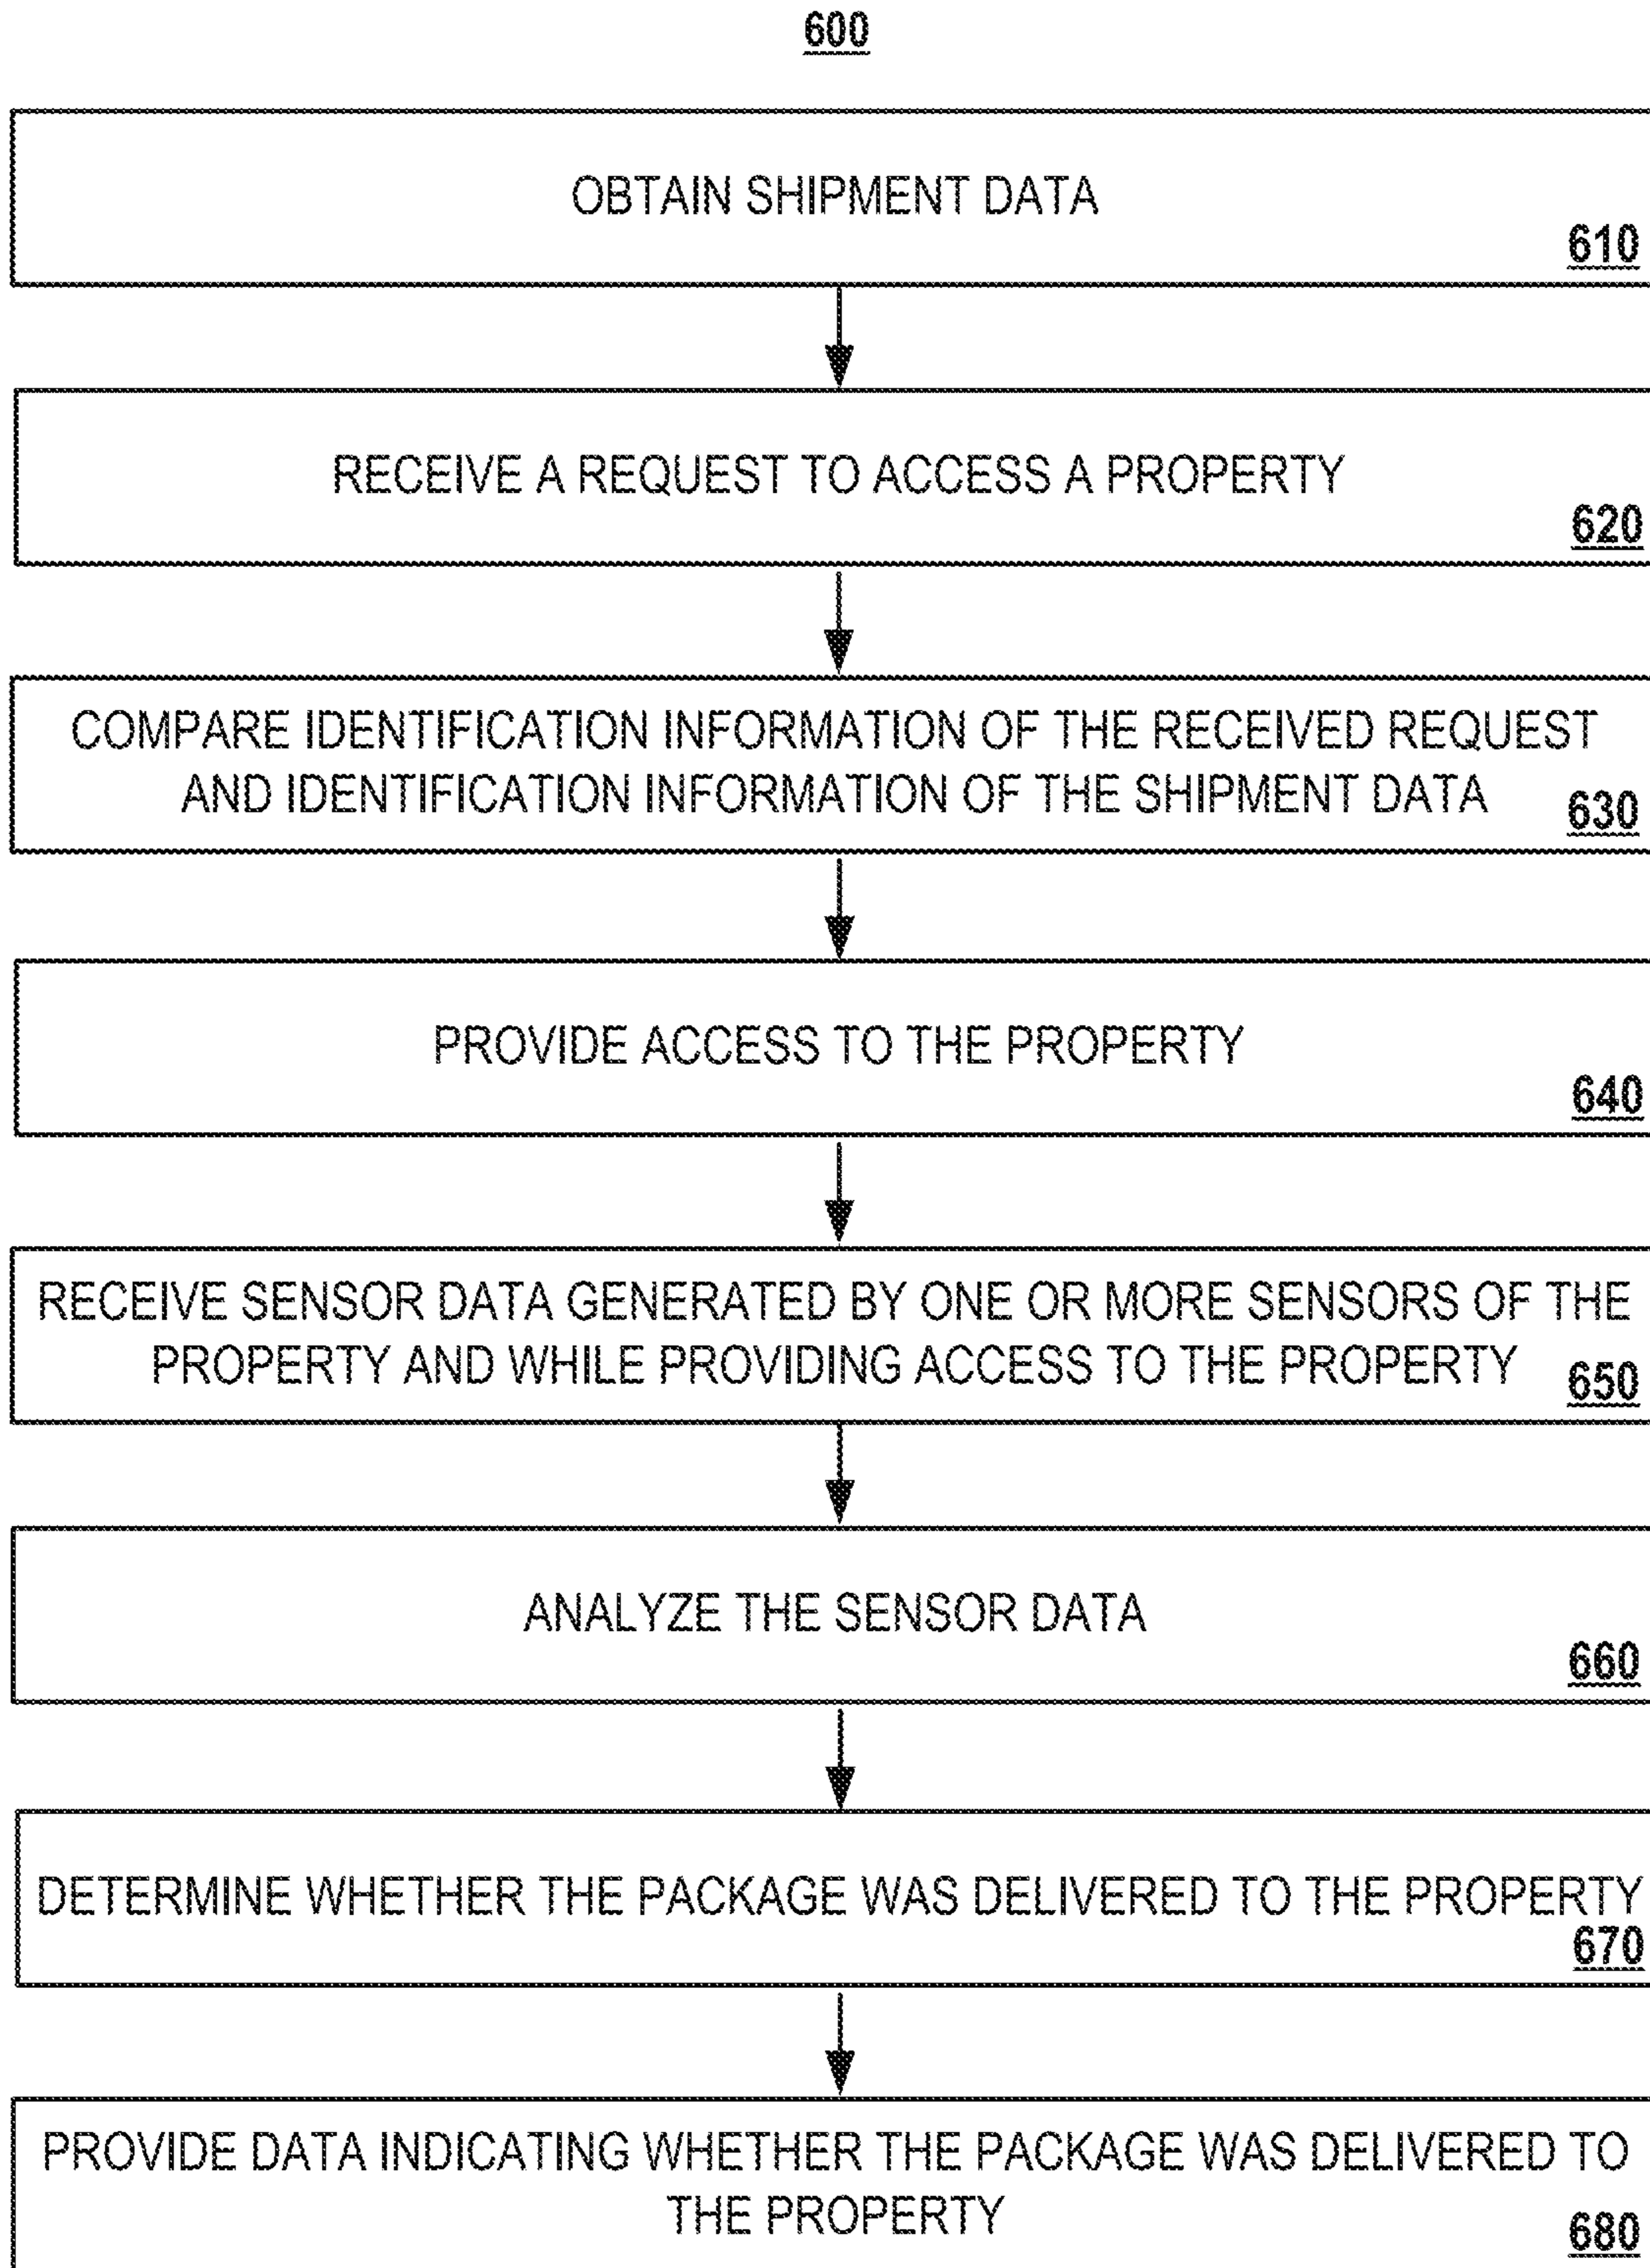 600
OBTAIN SHIPMENT DATA
610
RECEIVE A REQUEST TO ACCESS A PROPERTY
620
COMPARE IDENTIFICATION INFORMATION OF THE RECEIVED REQUEST
AND IDENTIFICATION INFORMATION OF THE SHIPMENT DATA
630
PROVIDE ACCESS TO THE PROPERTY
640
RECEIVE SENSOR DATA GENERATED BY ONE OR MORE SENSORS OF THE
PROPERTY AND WHILE PROVIDING ACCESS TO THE PROPERTY
650
ANALYZE THE SENSOR DATA
660
DETERMINE WHETHER THE PACKAGE WAS DELIVERED TO THE PROPERTY
670
PROVIDE DATA INDICATING WHETHER THE PACKAGE WAS DELIVERED TO
THE PROPERTY
680